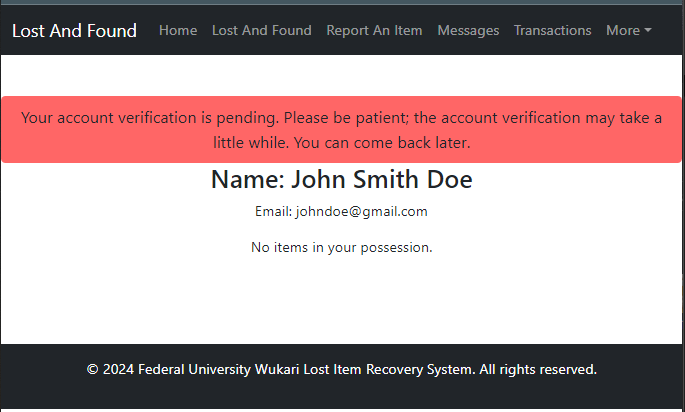 Lost And Found Home Lost And Found Report An Item Messages Transactions More
Your account verification is pending. Please be patient; the account verification may take a
little while. You can come back later.
Name: John Smith Doe
Email: johndoe@gmail.com
No items in your possession.
© 2024 Federal University Wukari Lost Item Recovery System. All rights reserved.